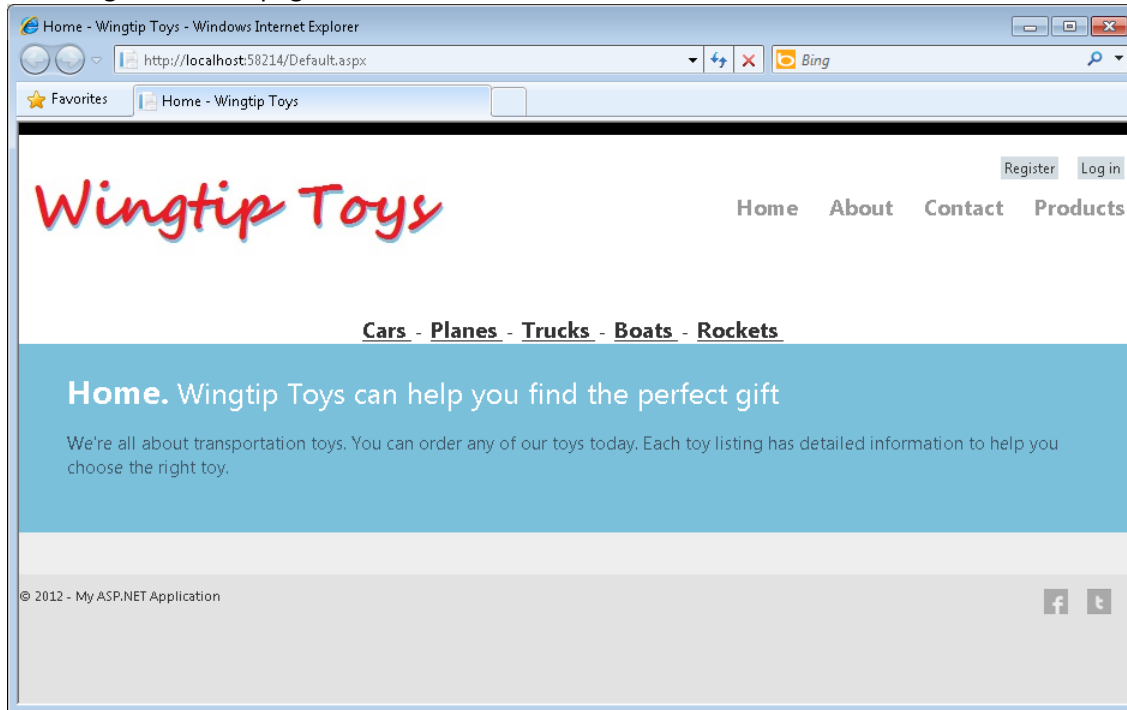 Home - Wingtip Toys - Windows Internet Explorer
http://localhost:58214/Default.aspx
Bing
Favorites
Home - Wingtip Toys
Register Log in
Wingtip Toys
Home About Contact Products
Cars - Planes - Trucks - Boats - Rockets
Home. Wingtip Toys can help you find the perfect gift
We're all about transportation toys. You can order any of our toys today. Each toy listing has detailed information to help you
choose the right toy.
© 2012 - My ASP.NET Application